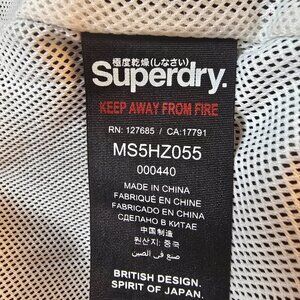 極度乾燥(しなさい)
Superdry.
KEEP AWAY FROM FIRE
RN: 127685 / CA:17791
MS5HZ055
000440
MADE IN CHINA
FABRIQUÉ EN CHINE
FABRICADO EN CHINA
СДЕЛАНО В КИТАЕ
中国制造
원산지: 중국
صنع في الصين
BRITISH DESIGN.
SPIRIT OF JAPAN.